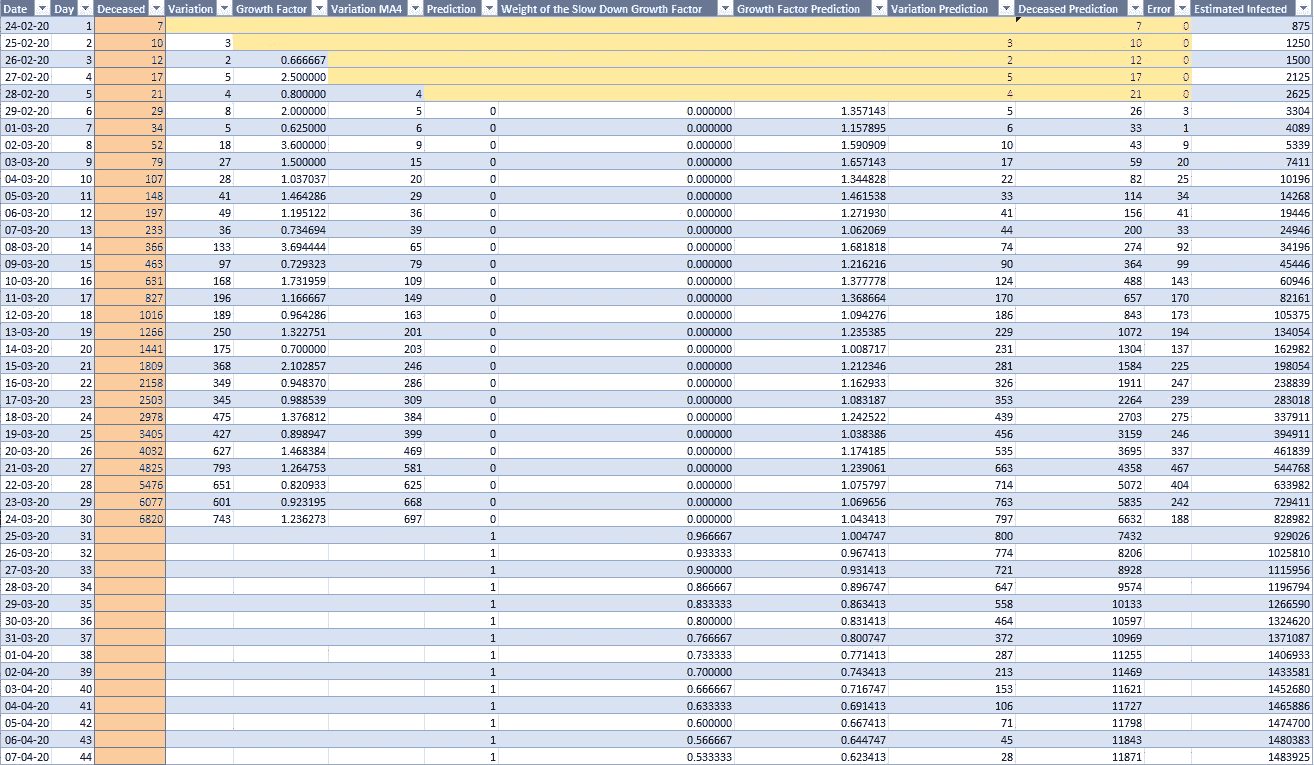 Date Day Deceased Variation Growth Factor Variation MA4 Prediction Weight of the Slow Down Growth Factor Growth Factor Prediction Variation Prediction Deceased Prediction Error Estimated Infected
24-02-20 1 7 7 0 875
25-02-20 2 10 3 3 10 0 1250
26-02-20 3 12 2 0.666667 2 12 0 1500
27-02-20 4 17 5 2.500000 5 17 0 2125
28-02-20 5 21 4 0.800000 4 4 21 0 2625
29-02-20 6 29 8 2.000000 5 0 0.000000 1.357143 5 26 3 3304
01-03-20 7 34 5 0.625000 6 0 0.000000 1.157895 6 33 1 4089
02-03-20 8 52 18 3.600000 9 0 0.000000 1.590909 10 43 9 5339
03-03-20 9 79 27 1.500000 15 0 0.000000 1.657143 17 59 20 7411
04-03-20 10 107 28 1.037037 20 0 0.000000 1.344828 22 82 25 10196
05-03-20 11 148 41 1.464286 29 0 0.000000 1.461538 33 114 34 14268
06-03-20 12 197 49 1.195122 36 0 0.000000 1.271930 41 156 41 19446
07-03-20 13 233 36 0.734694 39 0 0.000000 1.062069 44 200 33 24946
08-03-20 14 366 133 3.694444 65 0 0.000000 1.681818 74 274 92 34196
09-03-20 15 463 97 0.729323 79 0 0.000000 1.216216 90 364 99 45446
10-03-20 16 631 168 1.731959 109 0 0.000000 1.377778 124 488 143 60946
11-03-20 17 827 196 1.166667 149 0 0.000000 1.368664 170 657 170 82161
12-03-20 18 1016 189 0.964286 163 0 0.000000 1.094276 186 843 173 105375
13-03-20 19 1266 250 1.322751 201 0 0.000000 1.235385 229 1072 194 134054
14-03-20 20 1441 175 0.700000 203 0 0.000000 1.008717 231 1304 137 162982
15-03-20 21 1809 368 2.102857 246 0 0.000000 1.212346 281 1584 225 198054
16-03-20 22 2158 349 0.948370 286 0 0.000000 1.162933 326 1911 247 238839
17-03-20 23 2503 345 0.988539 309 0 0.000000 1.083187 353 2264 239 283018
18-03-20 24 2978 475 1.376812 384 0 0.000000 1.242522 439 2703 275 337911
19-03-20 25 3405 427 0.898947 399 0 0.000000 1.038386 456 3159 246 394911
20-03-20 26 4032 627 1.468384 469 0 0.000000 1.174185 535 3695 337 461839
21-03-20 27 4825 793 1.264753 581 0 0.000000 1.239061 663 4358 467 544768
22-03-20 28 5476 651 0.820933 625 0 0.000000 1.075797 714 5072 404 633982
23-03-20 29 6077 601 0.923195 668 0 0.000000 1.069656 763 5835 242 729411
24-03-20 30 6820 743 1.236273 697 0 0.000000 1.043413 797 6632 188 828982
25-03-20 31 1 0.966667 1.004747 800 7432 929026
26-03-20 32 1 0.933333 0.967413 774 8206 1025810
27-03-20 33 1 0.900000 0.931413 721 8928 1115956
28-03-20 34 1 0.866667 0.896747 647 9574 1196794
29-03-20 35 1 0.833333 0.863413 558 10133 1266590
30-03-20 36 1 0.800000 0.831413 464 10597 1324620
31-03-20 37 1 0.766667 0.800747 372 10969 1371087
01-04-20 38 1 0.733333 0.771413 287 11255 1406933
02-04-20 39 1 0.700000 0.743413 213 11469 1433581
03-04-20 40 1 0.666667 0.716747 153 11621 1452680
04-04-20 41 1 0.633333 0.691413 106 11727 1465886
05-04-20 42 1 0.600000 0.667413 71 11798 1474700
06-04-20 43 1 0.566667 0.644747 45 11843 1480383
07-04-20 44 1 0.533333 0.623413 28 11871 1483925